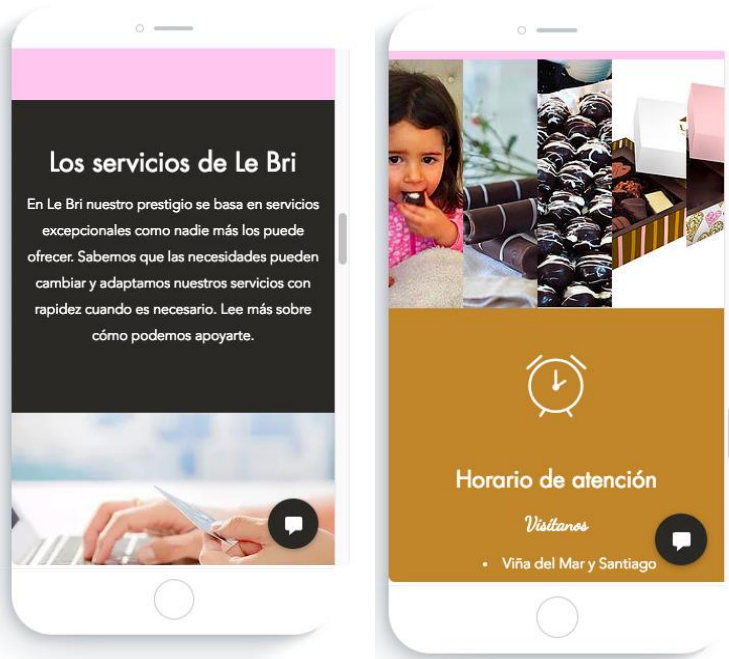 Los servicios de Le Bri
En Le Bri nuestro prestigio se basa en servicios
excepcionales como nadie más los puede
ofrecer. Sabemos que las necesidades pueden
cambiar y adaptamos nuestros servicios con
rapidez cuando es necesario. Lee más sobre
cómo podemos apoyarte.
Horario de atención
Visítanos
• Viña del Mar y Santiago